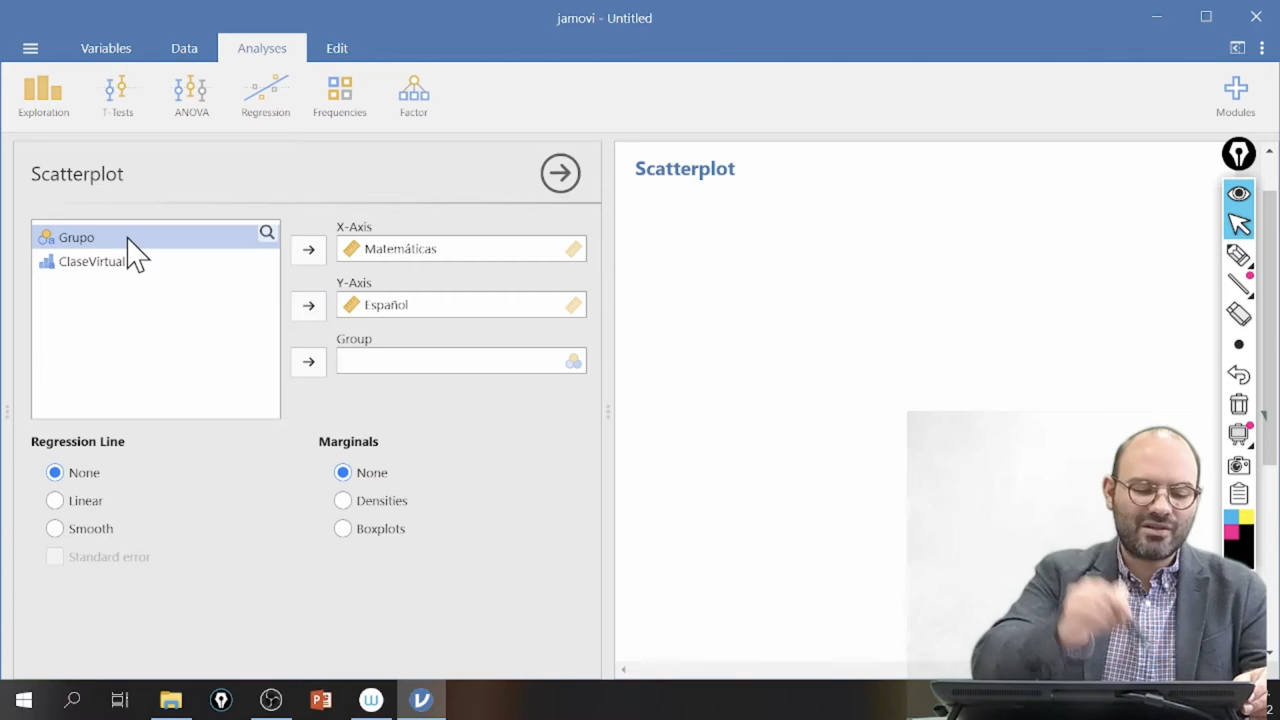 jamovi - Untitled
Variables
Data
Analyses
Edit
Exploration
T-Tests
ANOVA
Regression
Frequencies
Factor
Modules
Scatterplot
Scatterplot
Grupo
ClaseVirtual
X-Axis
Matemáticas
Y-Axis
Español
Group
Regression Line
None
Linear
Smooth
Standard error
Marginals
None
Densities
Boxplots